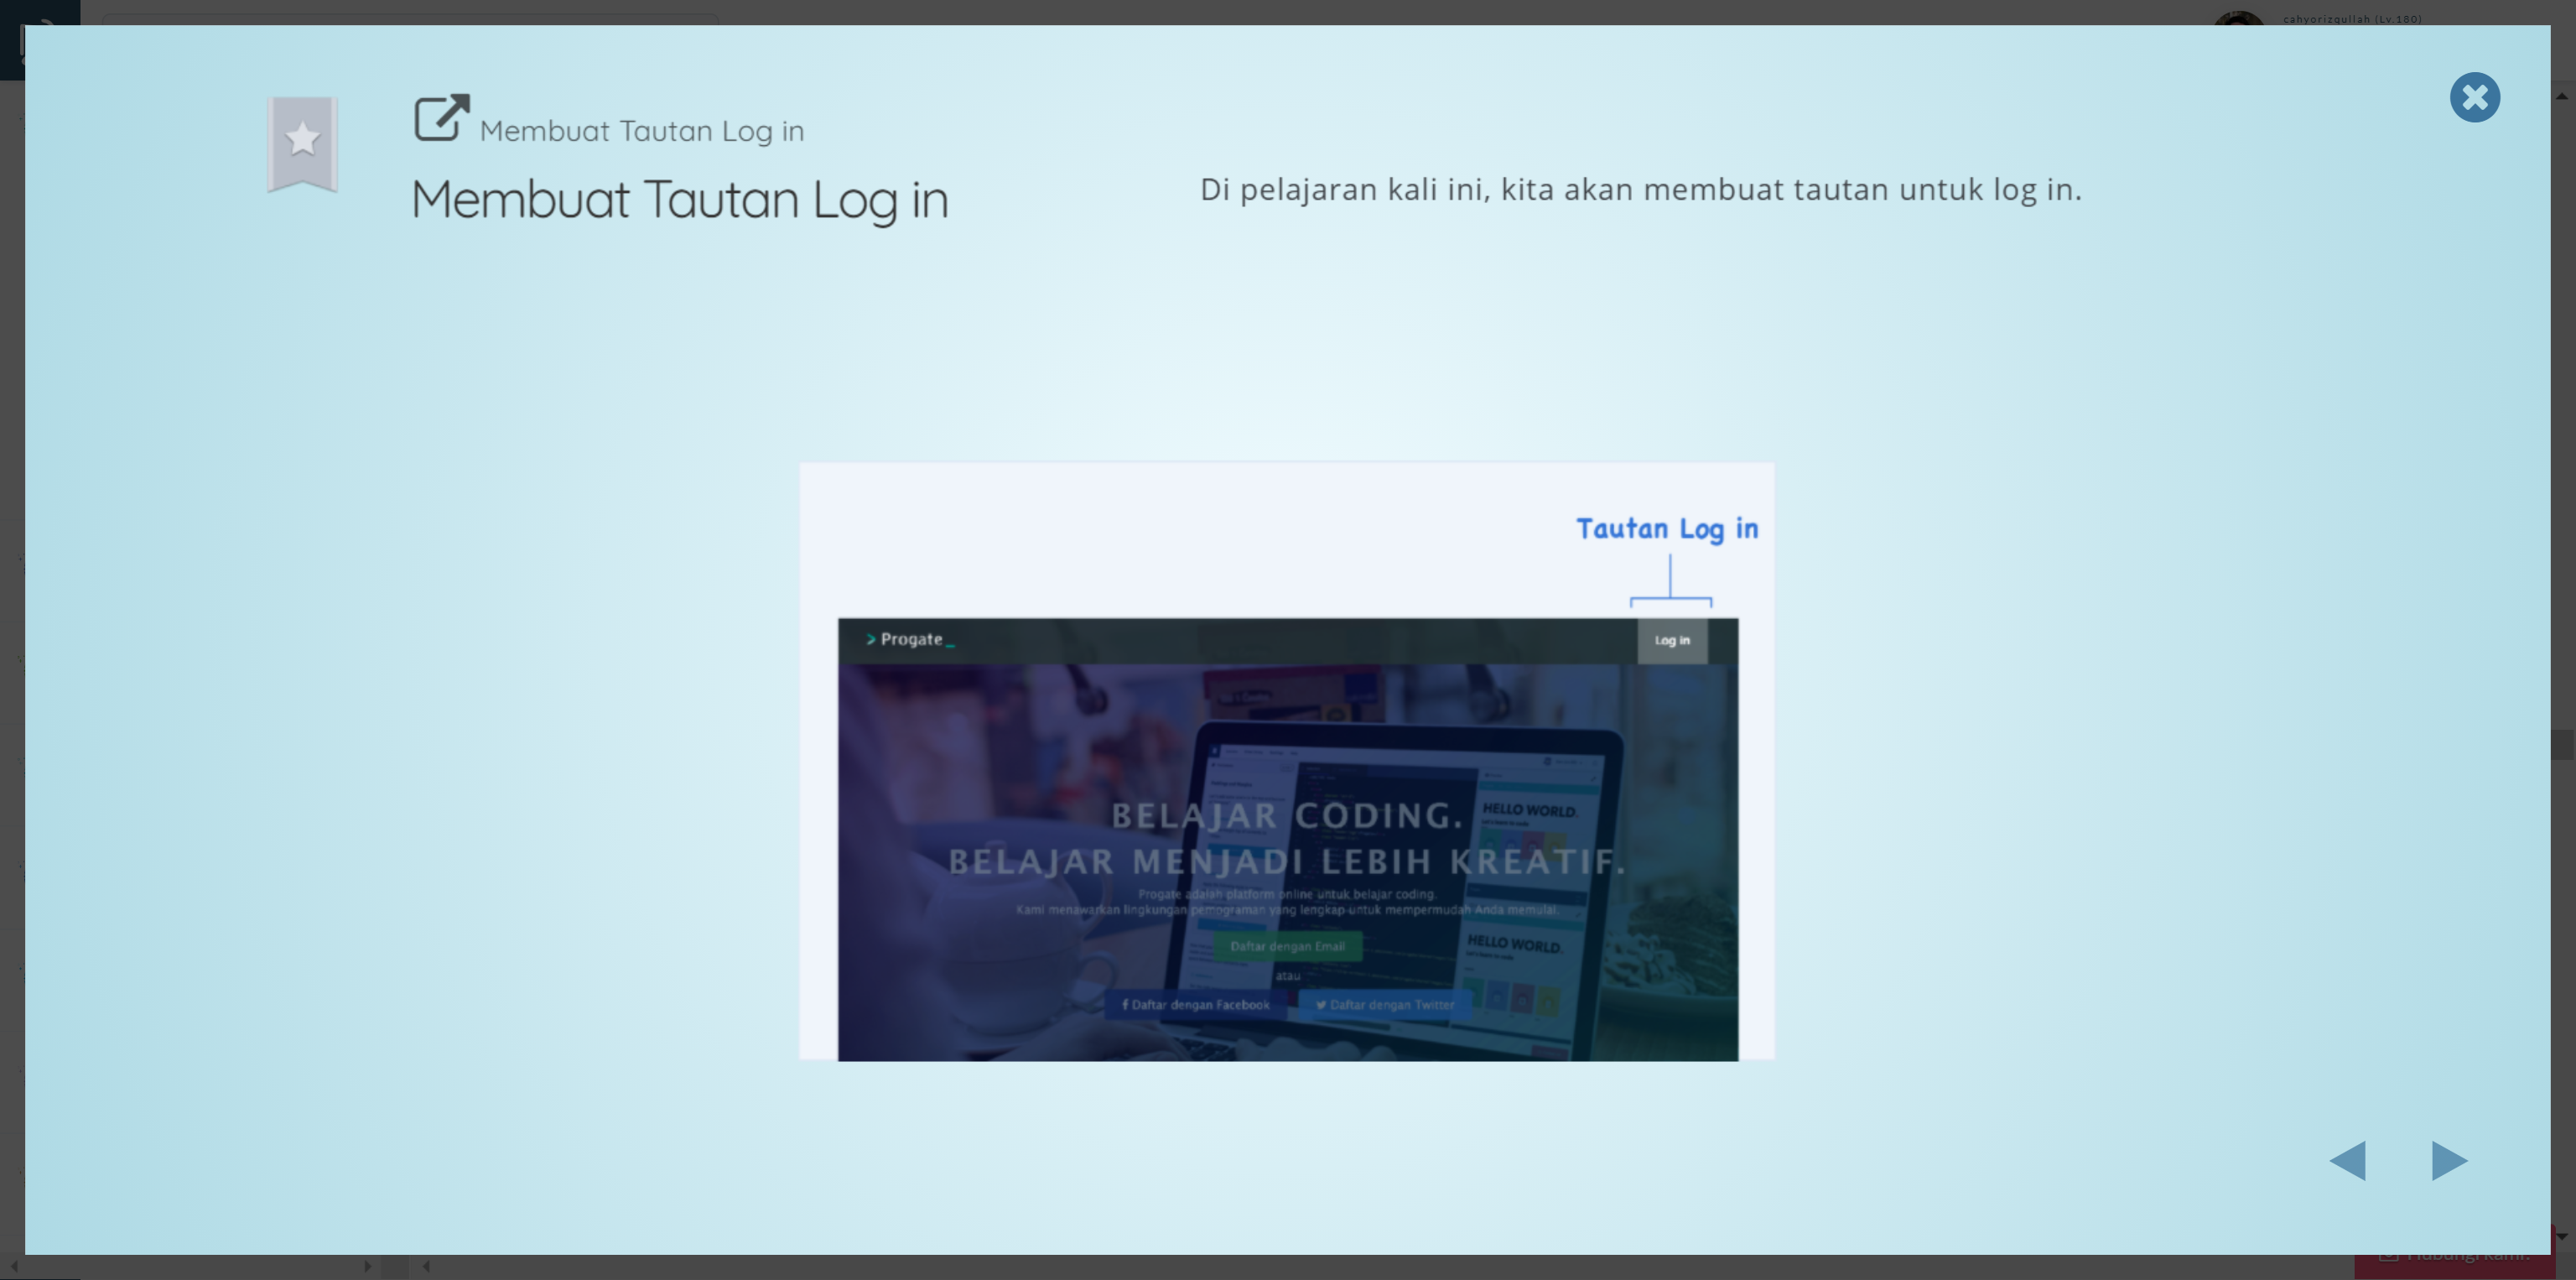 cahyorizqullah (Lv.180)
Membuat Tautan Log in
Membuat Tautan Log in
Di pelajaran kali ini, kita akan membuat tautan untuk log in.
Tautan Log in
> Progate_
Log in
BELAJAR CODING.
BELAJAR MENJADI LEBIH KREATIF.
Progate adalah platform online untuk belajar coding.
Kami menawarkan lingkungan pemograman yang lengkap untuk mempermudah Anda memulai.
HELLO WORLD.
HELLO WORLD.
Daftar dengan Email
atau
f Daftar dengan Facebook
Daftar dengan Twitter
Hubungi kami!